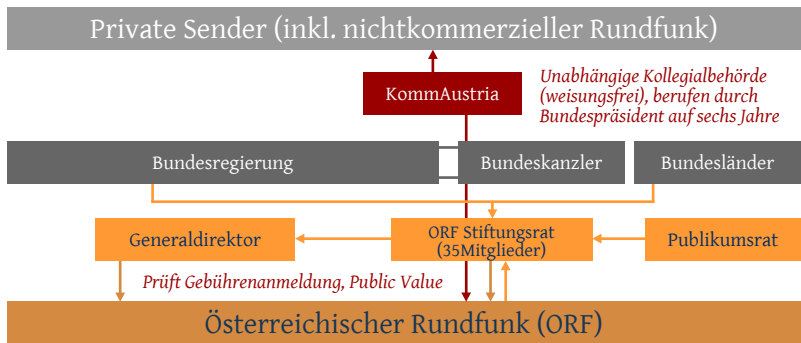 Private Sender (inkl. nichtkommerzieller Rundfunk)
KommAustria
Unabhängige Kollegialbehörde
(weisungsfrei), berufen durch
Bundespräsident auf sechs Jahre
Bundesregierung
Bundeskanzler
Bundesländer
Generaldirektor
ORF Stiftungsrat
(35Mitglieder)
Publikumsrat
Prüft Gebührenanmeldung, Public Value
Österreichischer Rundfunk (ORF)